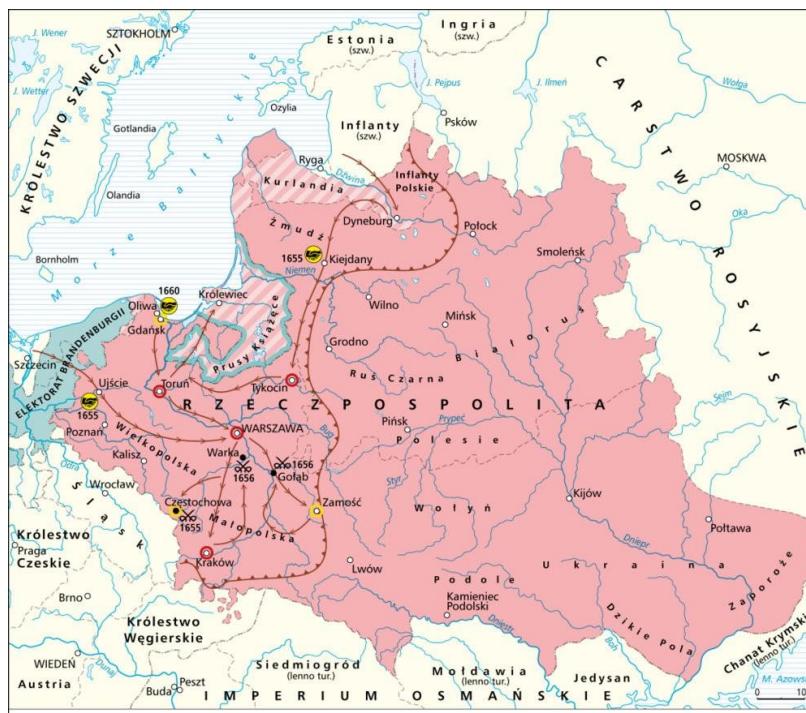 SZTOKHOLM
J. Wener
J. Wetter
KRÓLESTWO SZWECJI
Gotlandia
Olandia
Bornholm
Morze Bałtyckie
Estonia
(szw.)
Ingria
(szw.)
Ozylia
J. Pejpus
J. Ilmeń
Wołga
Inflanty
(szw.)
Psków
CARSTWO ROSYJSKIE
MOSKWA
Oka
Ryga
Dźwina
Kurlandia
Inflanty
Polskie
Dyneburg
Połock
Żmudź
1655
Kiejdany
Smoleńsk
Niemen
1660
Oliwa
Gdańsk
Królewiec
Prusy Książęce
Wilno
Mińsk
Białoruś
Grodno
Ruś Czarna
Szczecin
ELEKTORAT BRANDENBURGII
Ujście
1655
Toruń
Tykocin
RZECZPOSPOLITA
Poznań
WARSZAWA
Bug
Pińsk
Prypeć
Polesie
Sejm
Wielkopolska
Kalisz
Warka
1656
1656
Gołąb
Styr
Odra
Wrocław
Śląsk
Częstochowa
1655
Zamość
Wołyń
Kijów
Małopolska
Połtawa
Dniepr
Królestwo
Czeskie
Praga
Kraków
Lwów
Ukraina
Podole
Zaporoże
Brno
Kamieniec
Podolski
Dzikie Pola
Dniestr
Boh
Królestwo
Węgierskie
WIEDEŃ
Austria
Dunaj
Buda
Peszt
Siedmiogród
(lenno tur.)
Mołdawia
(lenno tur.)
Jedysan
Chanat Krymski
(lenno tur.)
M. Azows
IMPERIUM OSMAŃSKIE
0